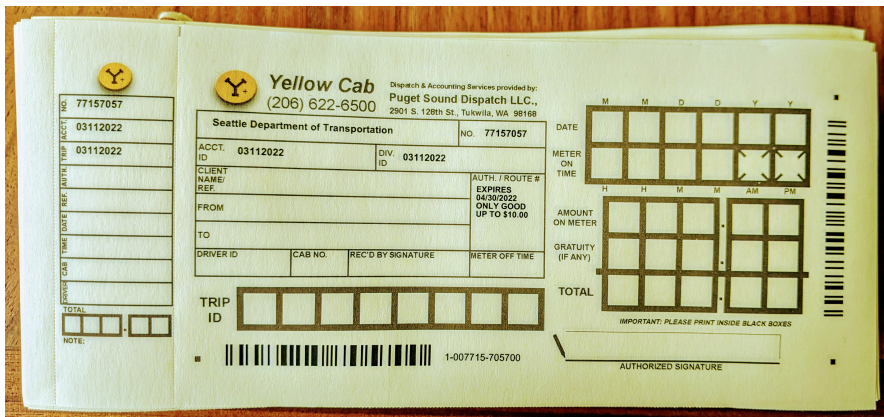 Y+
NO. 77157057
ACCT. 03112022
TRIP 03112022
AUTH.
REF.
DATE
TIME
CAB
DRIVER
TOTAL
.
NOTE:
Y+
Yellow Cab
(206) 622-6500
Dispatch & Accounting Services provided by:
Puget Sound Dispatch LLC.,
2901 S. 128th St., Tukwila, WA 98168
Seattle Department of Transportation
NO. 77157057
ACCT. ID 03112022
DIV. ID 03112022
CLIENT
NAME/
REF.
AUTH. / ROUTE #
EXPIRES
04/30/2022
ONLY GOOD
UP TO $10.00
FROM
TO
DRIVER ID
CAB NO.
REC'D BY SIGNATURE
METER OFF TIME
TRIP
ID
1-007715-705700
M M D D Y Y
DATE
METER
ON
TIME
H H M M AM / PM
AMOUNT
ON METER
GRATUITY
(IF ANY)
TOTAL
IMPORTANT: PLEASE PRINT INSIDE BLACK BOXES
AUTHORIZED SIGNATURE